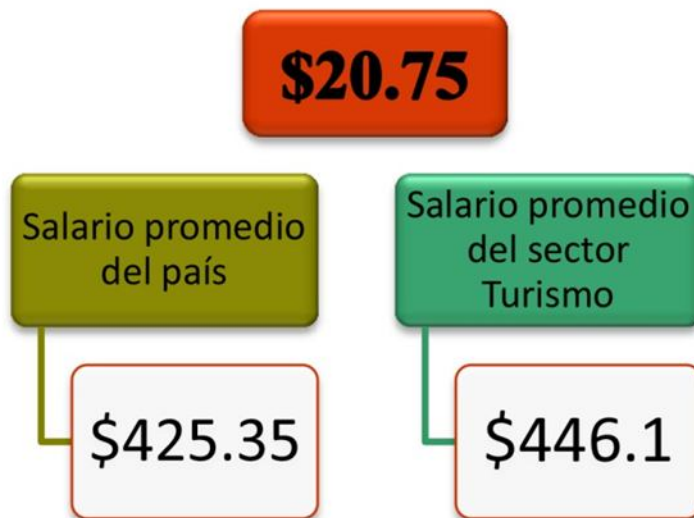 $20.75
Salario promedio
del país
Salario promedio
del sector
Turismo
$425.35
$446.1